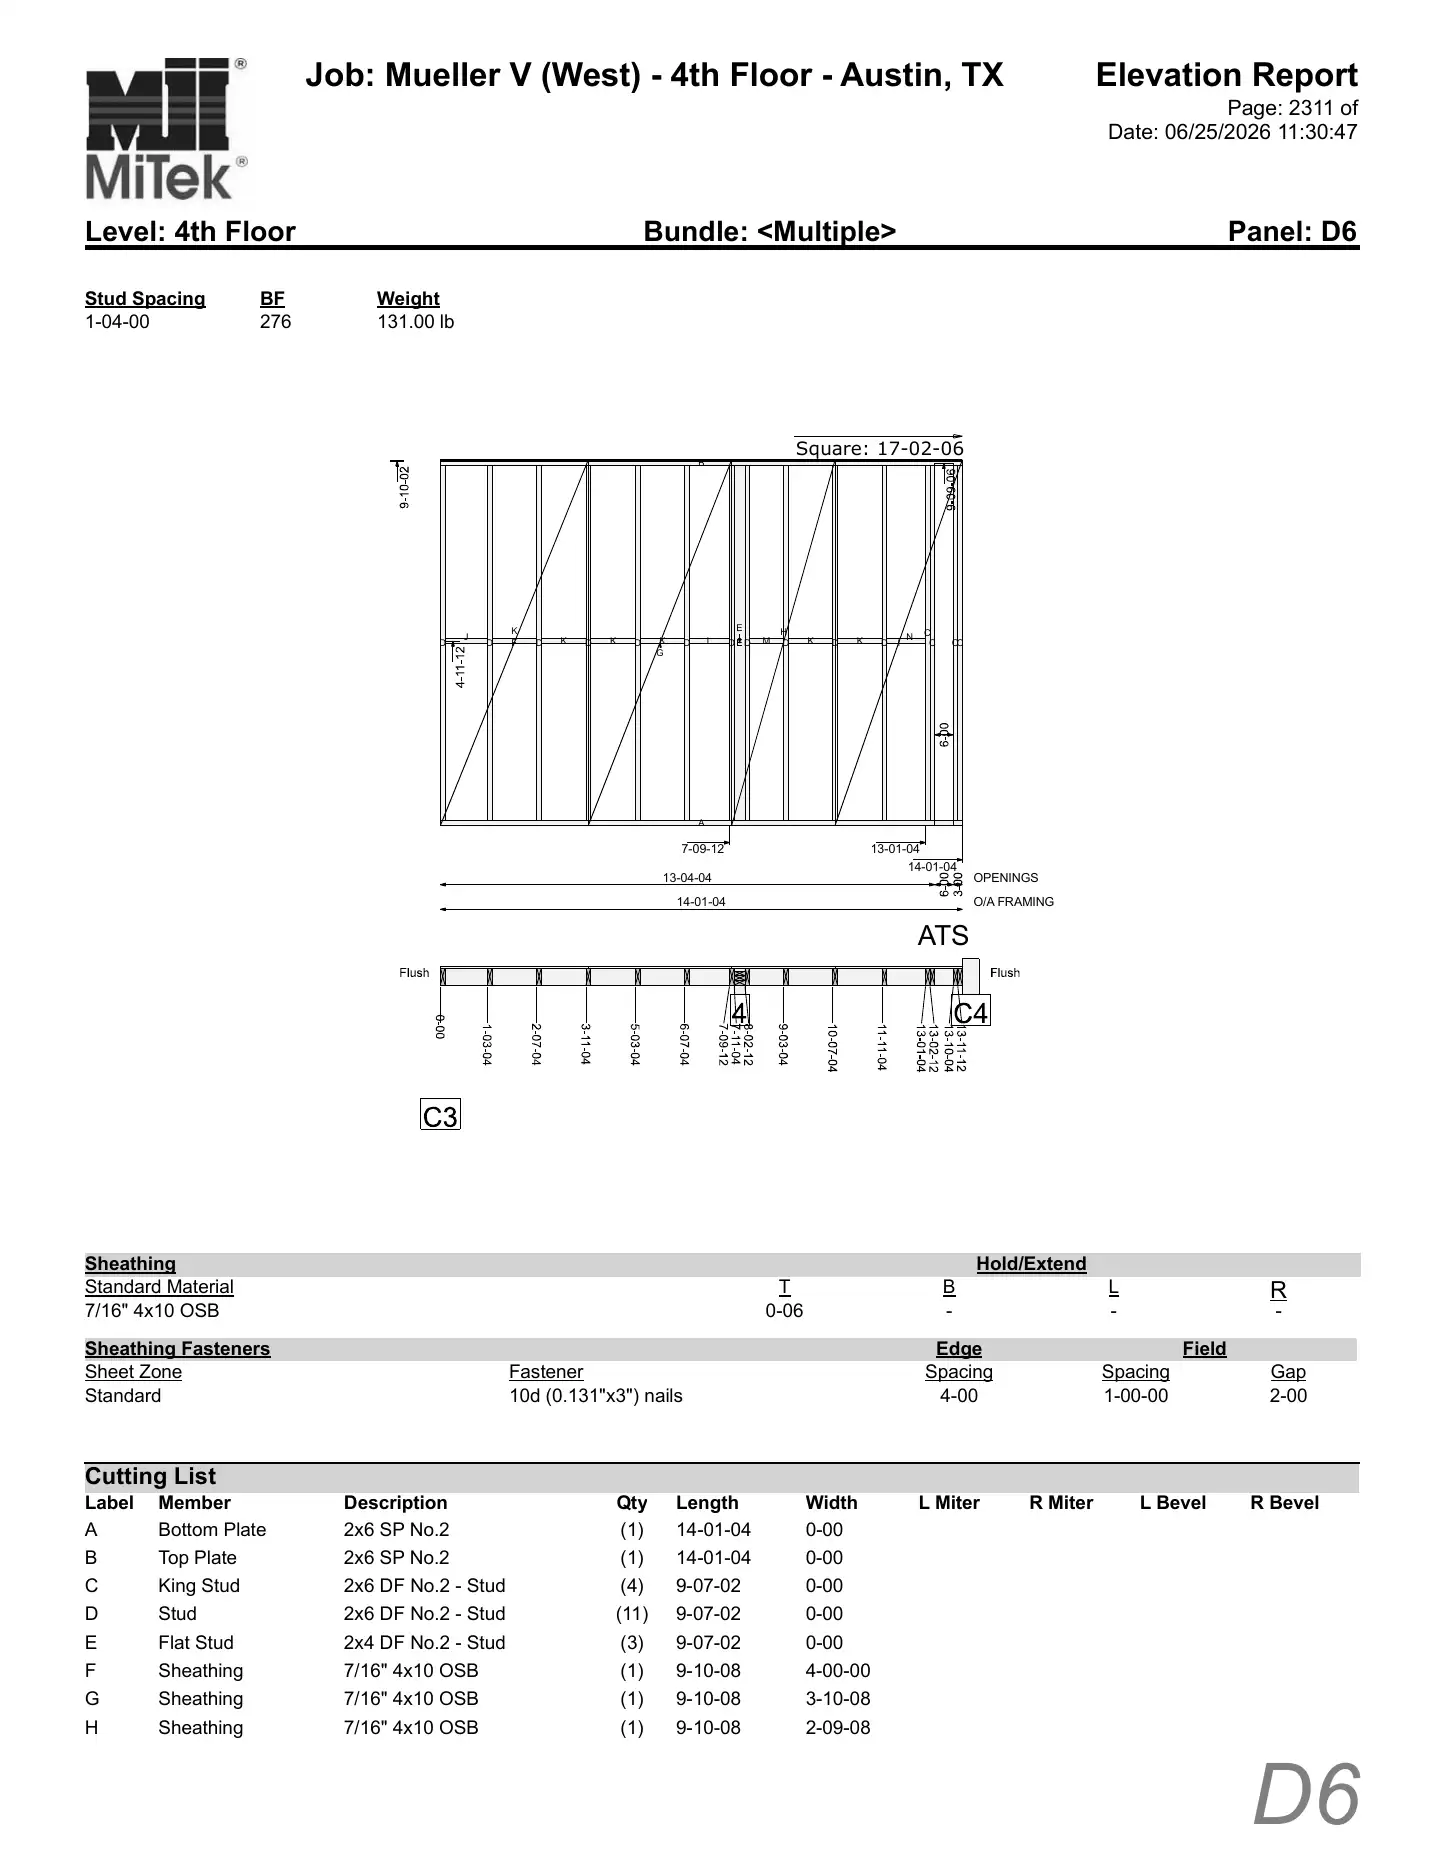 Job: Mueller V (West) - 4th Floor - Austin, TX
Elevation Report
Page: 2311 of
Date: 06/25/2026 11:30:47
MiTek®
Level: 4th Floor Bundle: <Multiple> Panel: D6
Stud Spacing BF Weight
1-04-00 276 131.00 lb
Square: 17-02-06
9-10-02
9-09-06
J K K K G E M H K K N
4-11-12
6-00
A
7-09-12 13-01-04
14-01-04
13-04-04 6-00 3-00 OPENINGS
14-01-04 O/A FRAMING
ATS
Flush Flush
4 C4
0-00 1-03-04 2-07-04 3-11-04 5-03-04 6-07-04 7-09-12 7-11-04 8-02-12 9-03-04 10-07-04 11-11-04 13-01-04 13-02-12 13-10-04 13-11-12
C3
Sheathing Hold/Extend
Standard Material T B L R
7/16" 4x10 OSB 0-06 - - -
Sheathing Fasteners Edge Field
Sheet Zone Fastener Spacing Spacing Gap
Standard 10d (0.131"x3") nails 4-00 1-00-00 2-00
Cutting List
Label Member Description Qty Length Width L Miter R Miter L Bevel R Bevel
A Bottom Plate 2x6 SP No.2 (1) 14-01-04 0-00
B Top Plate 2x6 SP No.2 (1) 14-01-04 0-00
C King Stud 2x6 DF No.2 - Stud (4) 9-07-02 0-00
D Stud 2x6 DF No.2 - Stud (11) 9-07-02 0-00
E Flat Stud 2x4 DF No.2 - Stud (3) 9-07-02 0-00
F Sheathing 7/16" 4x10 OSB (1) 9-10-08 4-00-00
G Sheathing 7/16" 4x10 OSB (1) 9-10-08 3-10-08
H Sheathing 7/16" 4x10 OSB (1) 9-10-08 2-09-08
D6